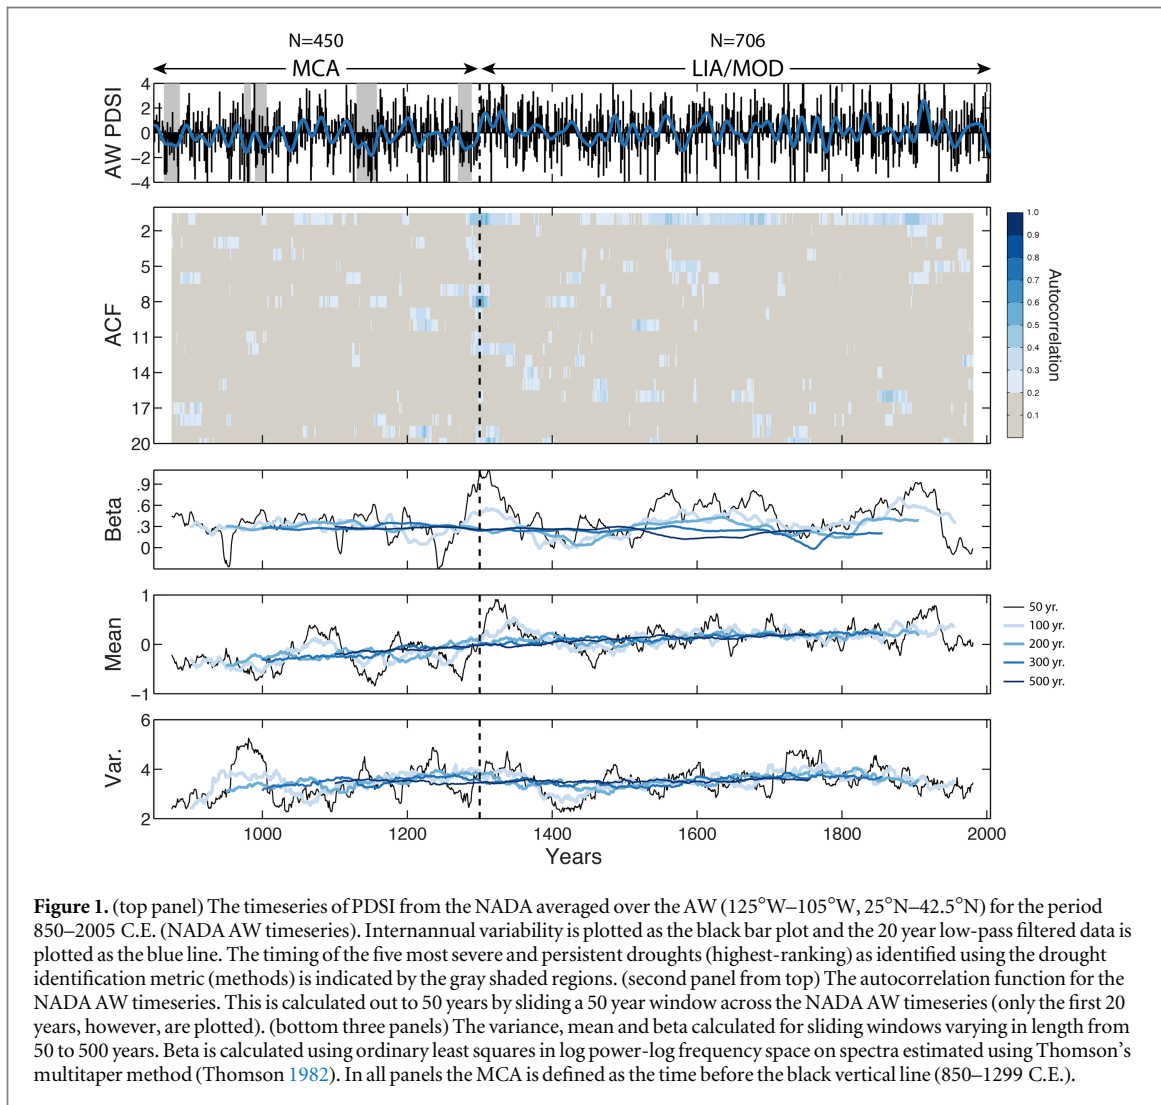 N=450
N=706
MCA
LIA/MOD
AW PDSI
4
2
0
−2
−4
ACF
2
5
8
11
14
17
20
1.0
0.9
0.8
0.7
0.6
0.5
0.4
0.3
0.2
0.1
Autocorrelation
Beta
.9
.6
.3
0
Mean
1
0
−1
50 yr.
100 yr.
200 yr.
300 yr.
500 yr.
Var.
6
4
2
1000
1200
1400
1600
1800
2000
Years
Figure 1. (top panel) The timeseries of PDSI from the NADA averaged over the AW (125°W–105°W, 25°N–42.5°N) for the period
850–2005 C.E. (NADA AW timeseries). Internannual variability is plotted as the black bar plot and the 20 year low-pass filtered data is
plotted as the blue line. The timing of the five most severe and persistent droughts (highest-ranking) as identified using the drought
identification metric (methods) is indicated by the gray shaded regions. (second panel from top) The autocorrelation function for the
NADA AW timeseries. This is calculated out to 50 years by sliding a 50 year window across the NADA AW timeseries (only the first 20
years, however, are plotted). (bottom three panels) The variance, mean and beta calculated for sliding windows varying in length from
50 to 500 years. Beta is calculated using ordinary least squares in log power-log frequency space on spectra estimated using Thomson's
multitaper method (Thomson 1982). In all panels the MCA is defined as the time before the black vertical line (850–1299 C.E.).